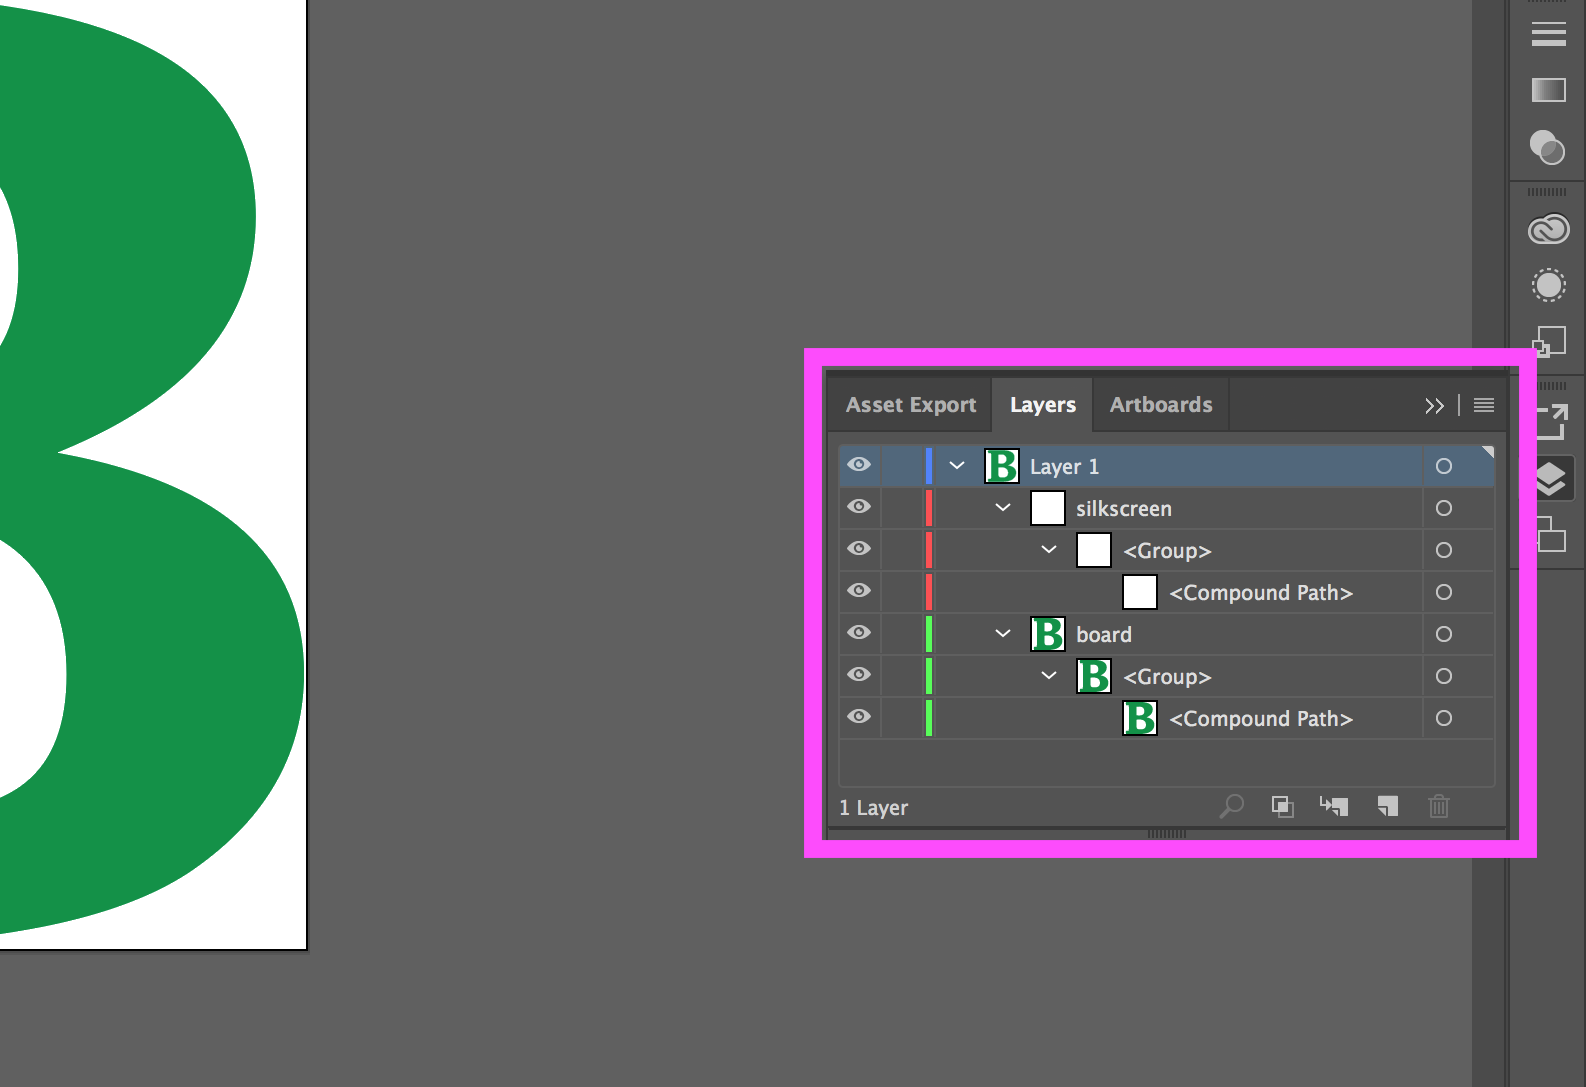 B
Asset Export Layers Artboards
B Layer 1
silkscreen
<Group>
<Compound Path>
B board
B <Group>
B <Compound Path>
1 Layer